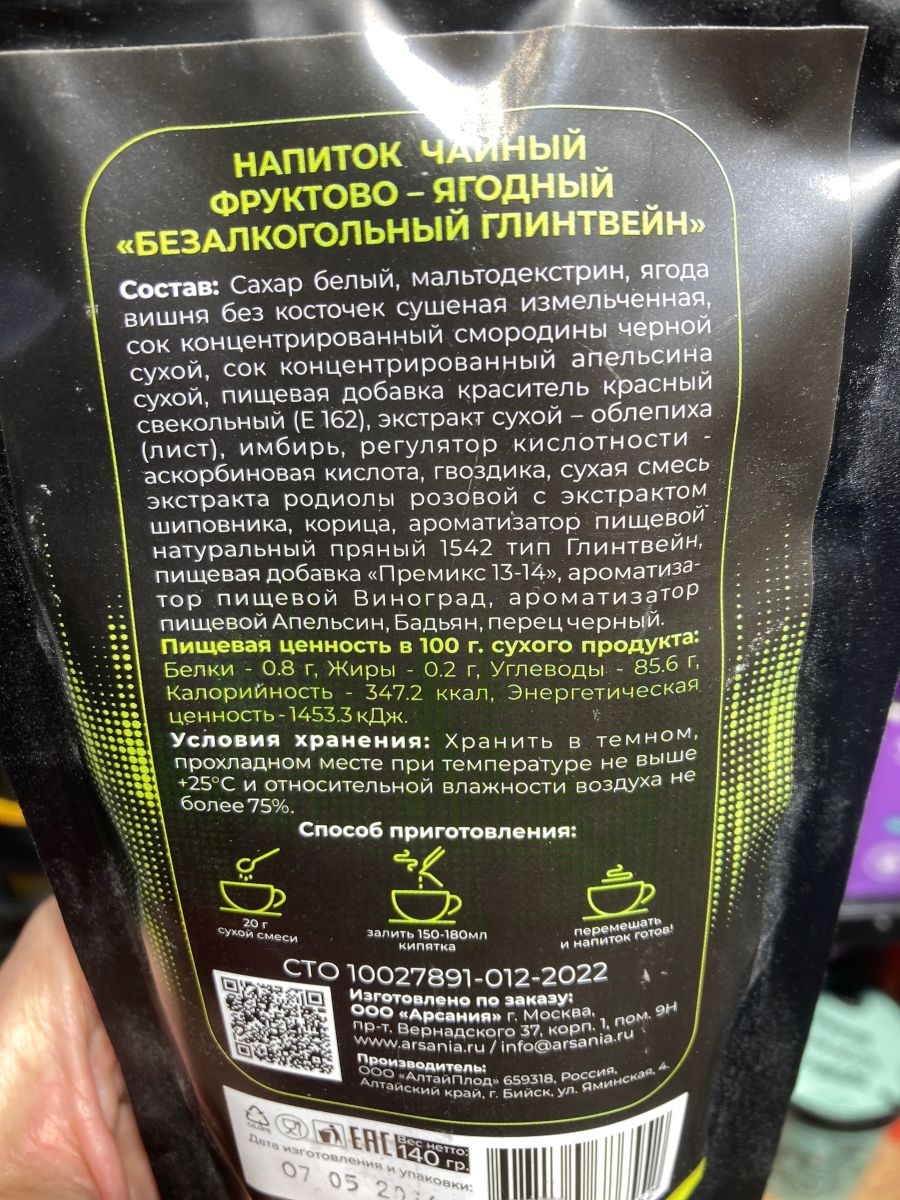 НАПИТОК ЧАЙНЫЙ
ФРУКТОВО – ЯГОДНЫЙ
«БЕЗАЛКОГОЛЬНЫЙ ГЛИНТВЕЙН»
Состав: Сахар белый, мальтодекстрин, ягода
вишня без косточек сушеная измельченная,
сок концентрированный смородины черной
сухой, сок концентрированный апельсина
сухой, пищевая добавка краситель красный
свекольный (Е 162), экстракт сухой – облепиха
(лист), имбирь, регулятор кислотности -
аскорбиновая кислота, гвоздика, сухая смесь
экстракта родиолы розовой с экстрактом
шиповника, корица, ароматизатор пищевой
натуральный пряный 1542 тип Глинтвейн,
пищевая добавка «Премикс 13-14», ароматиза-
тор пищевой Виноград, ароматизатор
пищевой Апельсин, Бадьян, перец черный.
Пищевая ценность в 100 г. сухого продукта:
Белки - 0.8 г, Жиры - 0.2 г, Углеводы - 85.6 г,
Калорийность - 347.2 ккал, Энергетическая
ценность - 1453.3 кДж.
Условия хранения: Хранить в темном,
прохладном месте при температуре не выше
+25°C и относительной влажности воздуха не
более 75%.
Способ приготовления:
20 г
сухой смеси
залить 150-180мл
кипятка
перемешать
и напиток готов!
СТО 10027891-012-2022
Изготовлено по заказу:
ООО «Арсания» г. Москва,
пр-т. Вернадского 37, корп. 1, пом. 9Н
www.arsania.ru / info@arsania.ru
Производитель:
ООО «АлтайПлод» 659318, Россия,
Алтайский край, г. Бийск, ул. Яминская, 4.
EAC
Вес нетто:
140 гр.
Дата изготовления и упаковки:
07 05